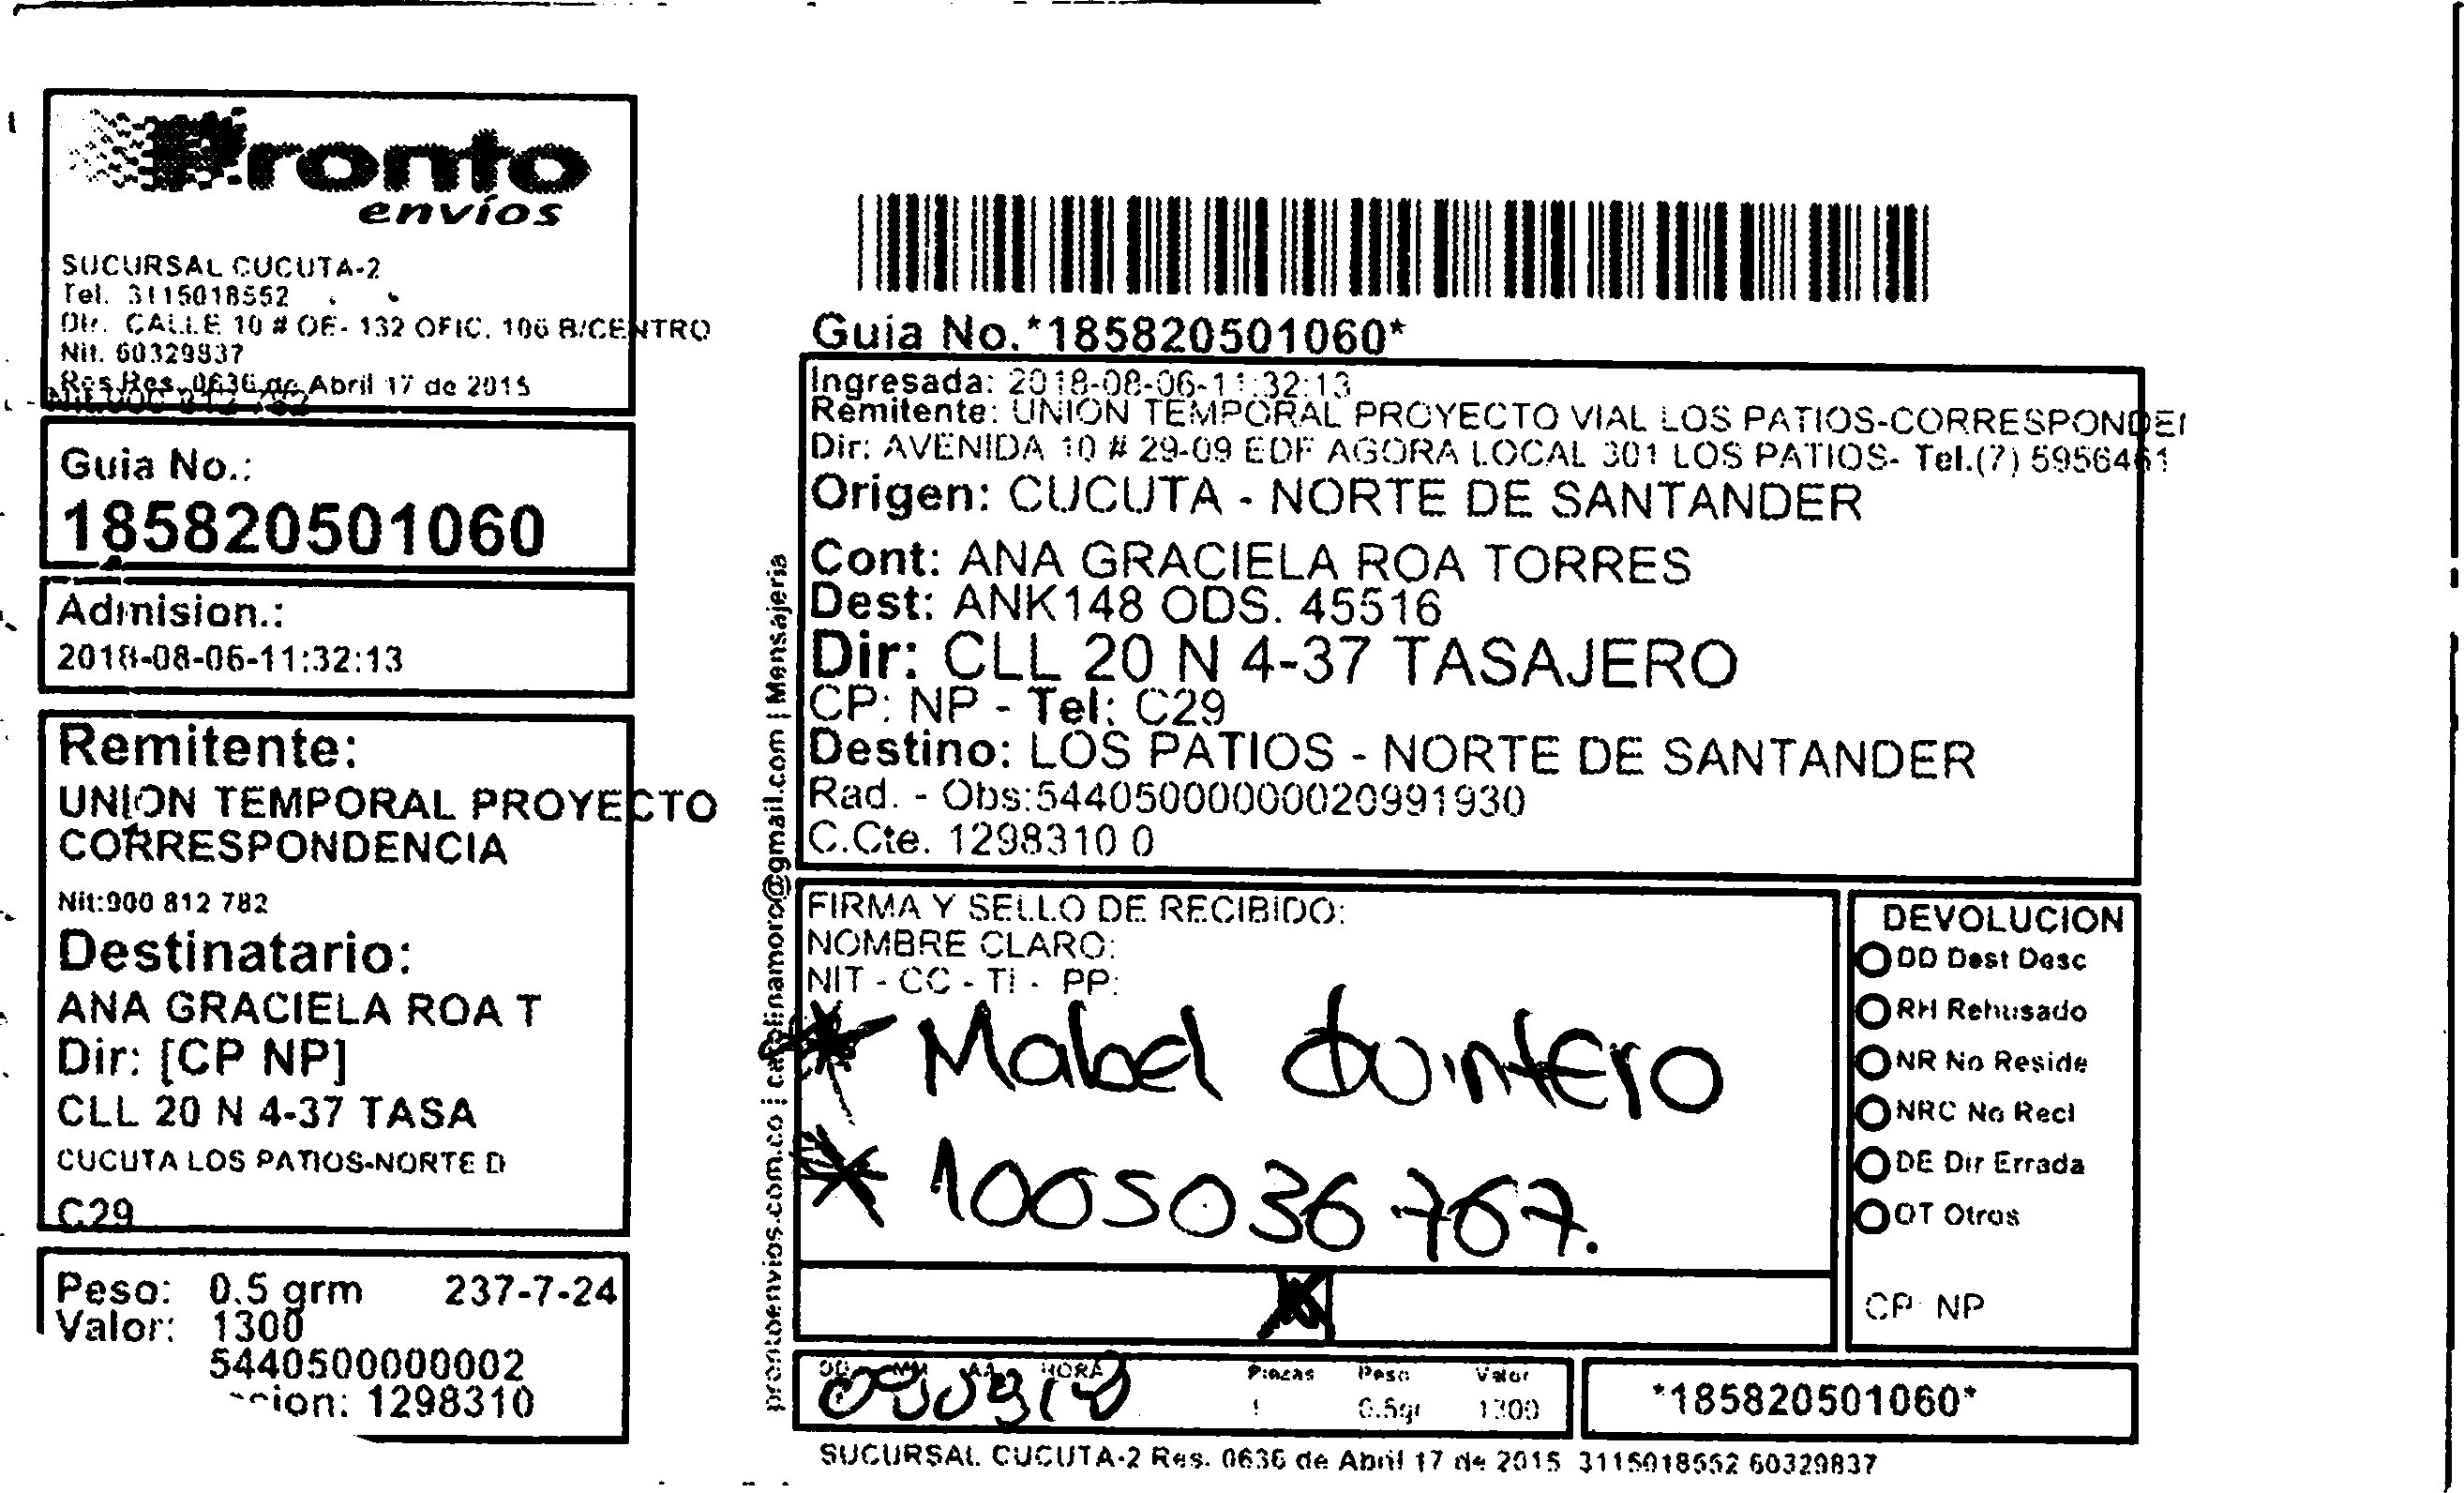 Pronto
envíos
SUCURSAL CUCUTA-2
Tel. 3115018552
Dir. CALLE 10 # OE- 132 OFIC. 106 B/CENTRO
Nit. 60329837
Res. 0636 de Abril 17 de 2015
Guia No.:
185820501060
Admision.:
2018-08-06-11:32:13
Remitente:
UNION TEMPORAL PROYECTO
CORRESPONDENCIA
Nit:900 812 782
Destinatario:
ANA GRACIELA ROA T
Dir: [CP NP]
CLL 20 N 4-37 TASA
CUCUTA LOS PATIOS-NORTE D
C29
Peso: 0.5 grm 237-7-24
Valor: 1300
5440500000002
cion: 1298310
prontoenvios.com.co | carolinamoro@gmail.com | Mensajeria
Guia No.*185820501060*
Ingresada: 2018-08-06-11:32:13
Remitente: UNION TEMPORAL PROYECTO VIAL LOS PATIOS-CORRESPONDEI
Dir: AVENIDA 10 # 29-09 EDF AGORA LOCAL 301 LOS PATIOS- Tel.(7) 5956461
Origen: CUCUTA - NORTE DE SANTANDER
Cont: ANA GRACIELA ROA TORRES
Dest: ANK148 ODS. 45516
Dir: CLL 20 N 4-37 TASAJERO
CP: NP - Tel: C29
Destino: LOS PATIOS - NORTE DE SANTANDER
Rad. - Obs:544050000000020991930
C.Cte. 1298310 0
FIRMA Y SELLO DE RECIBIDO:
NOMBRE CLARO:
NIT - CC - TI - PP:
* Mabel Quintero
* 1005036767.
DEVOLUCION
DD Dest Desc
RH Rehusado
NR No Reside
NRC No Recl
DE Dir Errada
OT Otros
CP: NP
DD MM AA HORA Piezas Peso Valor
1 0.5gr 1300
*185820501060*
SUCURSAL CUCUTA-2 Res. 0636 de Abril 17 de 2015 3115018552 60329837